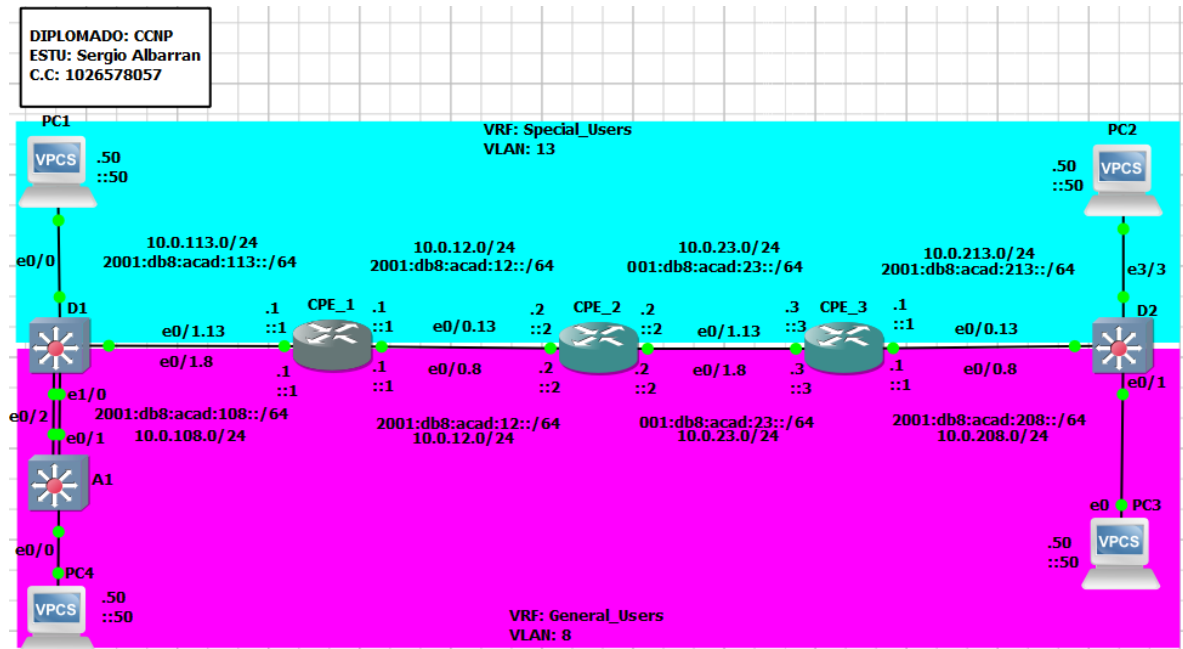 DIPLOMADO: CCNP
ESTU: Sergio Albarran
C.C: 1026578057
PC1
VPCS
.50
::50
VRF: Special_Users
VLAN: 13
PC2
VPCS
.50
::50
e0/0
10.0.113.0/24
2001:db8:acad:113::/64
10.0.12.0/24
2001:db8:acad:12::/64
10.0.23.0/24
001:db8:acad:23::/64
10.0.213.0/24
2001:db8:acad:213::/64
e3/3
D1
.1
::1
CPE_1
.1
::1
.2
::2
CPE_2
.2
::2
.3
::3
CPE_3
.1
::1
D2
e0/1.13
e0/0.13
e0/1.13
e0/0.13
e0/1.8
e0/0.8
e0/1.8
e0/0.8
.1
::1
.1
::1
.2
::2
.2
::2
.3
::3
.1
::1
e0/1
e1/0
e0/2
e0/1
2001:db8:acad:108::/64
10.0.108.0/24
2001:db8:acad:12::/64
10.0.12.0/24
001:db8:acad:23::/64
10.0.23.0/24
2001:db8:acad:208::/64
10.0.208.0/24
A1
e0
PC3
VPCS
.50
::50
e0/0
PC4
VPCS
.50
::50
VRF: General_Users
VLAN: 8